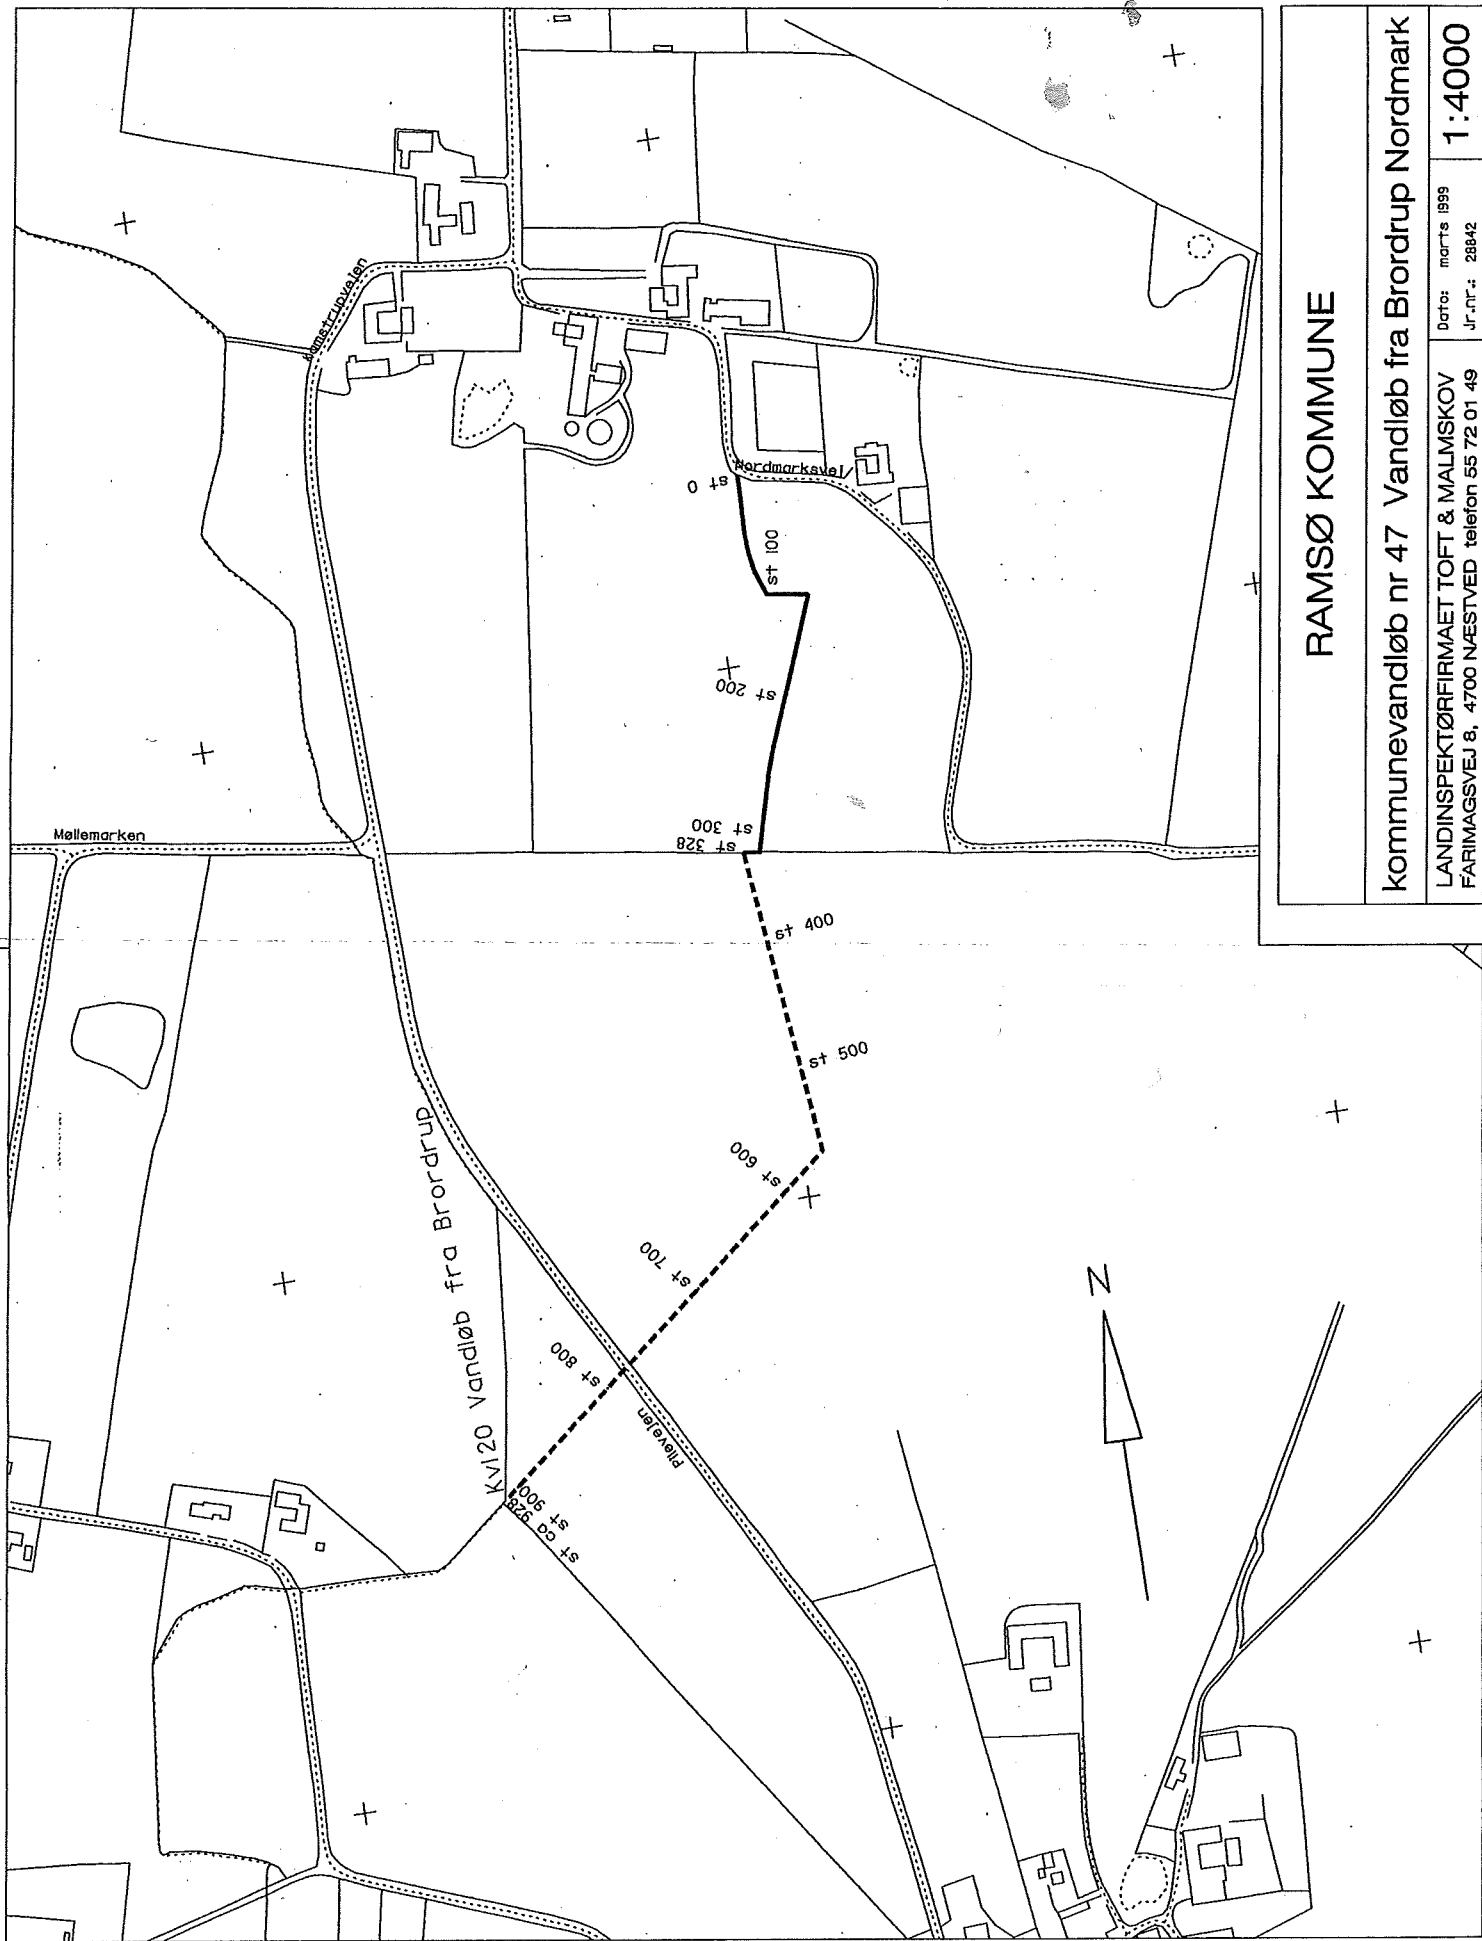 RAMSØ KOMMUNE
kommunevandløb nr 47 Vandløb fra Brordrup Nordmark
LANDINSPEKTØRFIRMAET TOFT & MALMSKOV
FARIMAGSVEJ 8, 4700 NÆSTVED telefon 55 72 01 49
Dato: marts 1999
Jr.nr.: 28842
1:4000
Kamstrupvejen
Nordmarksvej
st 0
st 100
st 200
st 300
st 328
Møllemarken
st 400
st 500
st 600
st 700
st 800
st 900
st ca 928
Kvl20 Vandløb fra Brordrup
Pilevejen
N